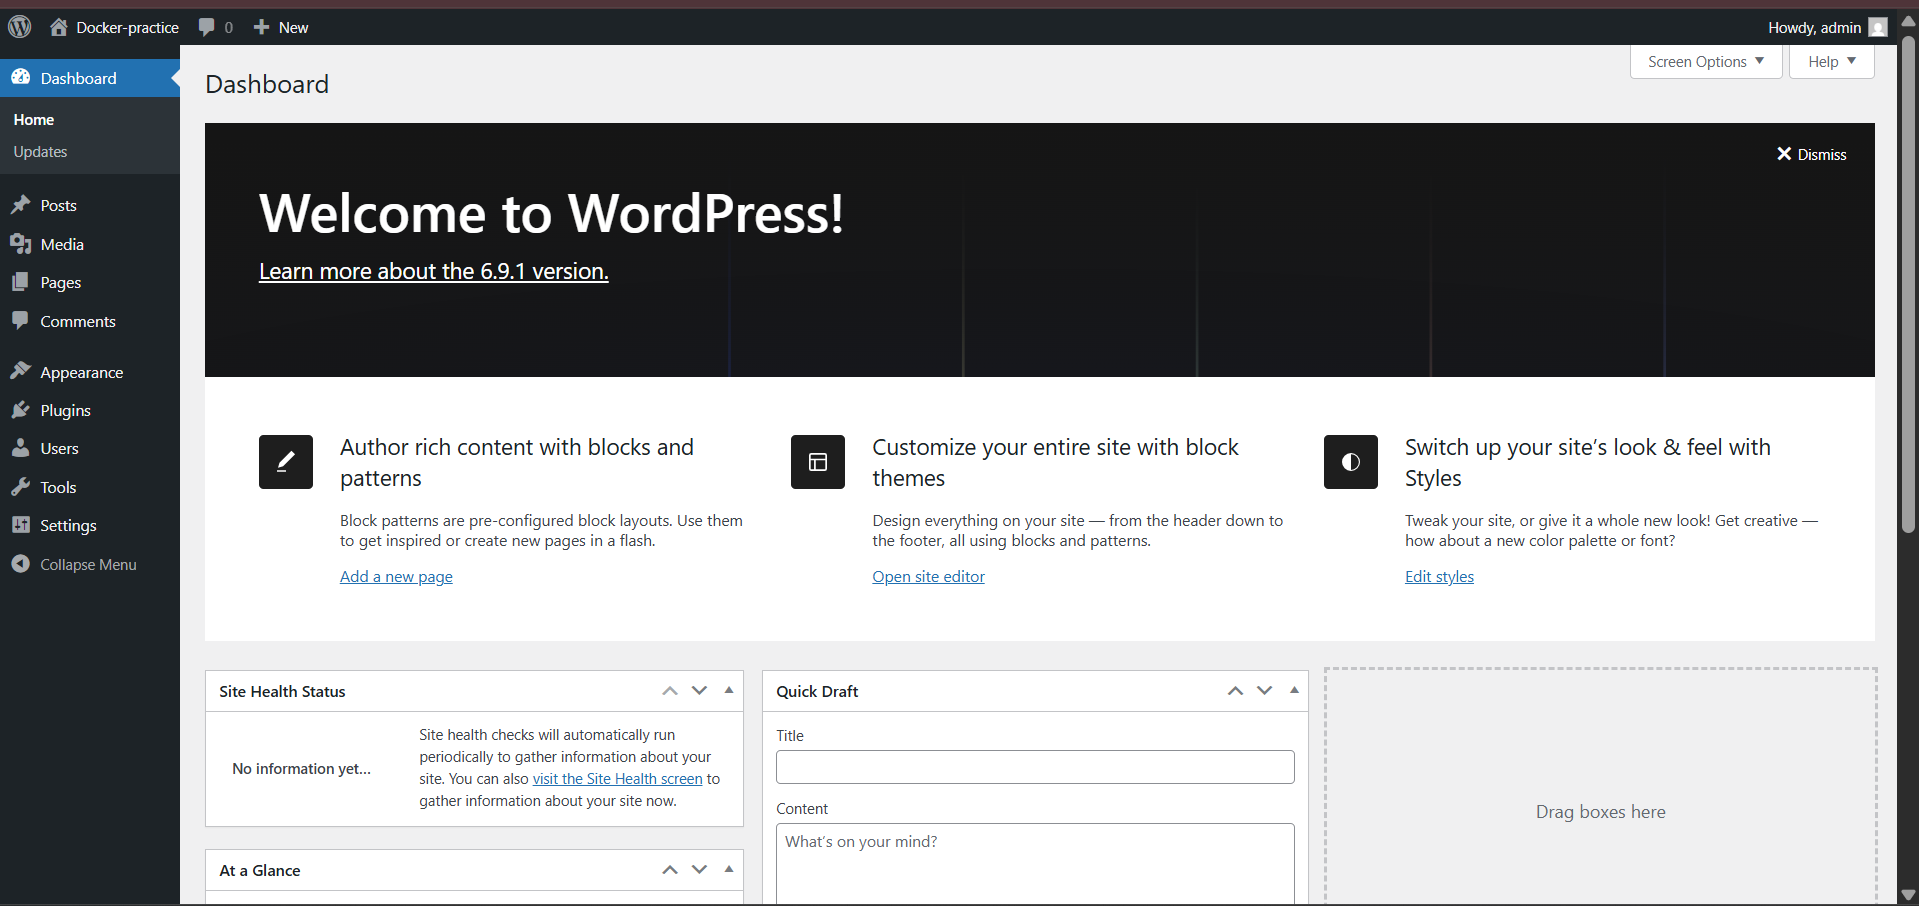 Docker-practice
0
New
Howdy, admin
Dashboard
Home
Updates
Posts
Media
Pages
Comments
Appearance
Plugins
Users
Tools
Settings
Collapse Menu
Screen Options
Help
Dashboard
Dismiss
Welcome to WordPress!
Learn more about the 6.9.1 version.
Author rich content with blocks and
patterns
Block patterns are pre-configured block layouts. Use them
to get inspired or create new pages in a flash.
Add a new page
Customize your entire site with block
themes
Design everything on your site — from the header down to
the footer, all using blocks and patterns.
Open site editor
Switch up your site’s look & feel with
Styles
Tweak your site, or give it a whole new look! Get creative —
how about a new color palette or font?
Edit styles
Site Health Status
No information yet...
Site health checks will automatically run
periodically to gather information about your
site. You can also visit the Site Health screen to
gather information about your site now.
At a Glance
Quick Draft
Title
Content
What’s on your mind?
Drag boxes here